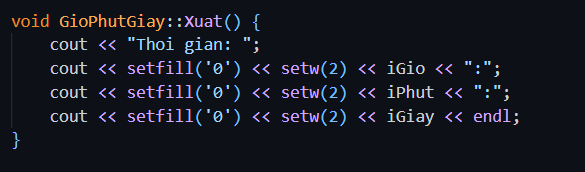 void GioPhutGiay::Xuat() {
    cout << "Thoi gian: ";
    cout << setfill('0') << setw(2) << iGio << ":";
    cout << setfill('0') << setw(2) << iPhut << ":";
    cout << setfill('0') << setw(2) << iGiay << endl;
}